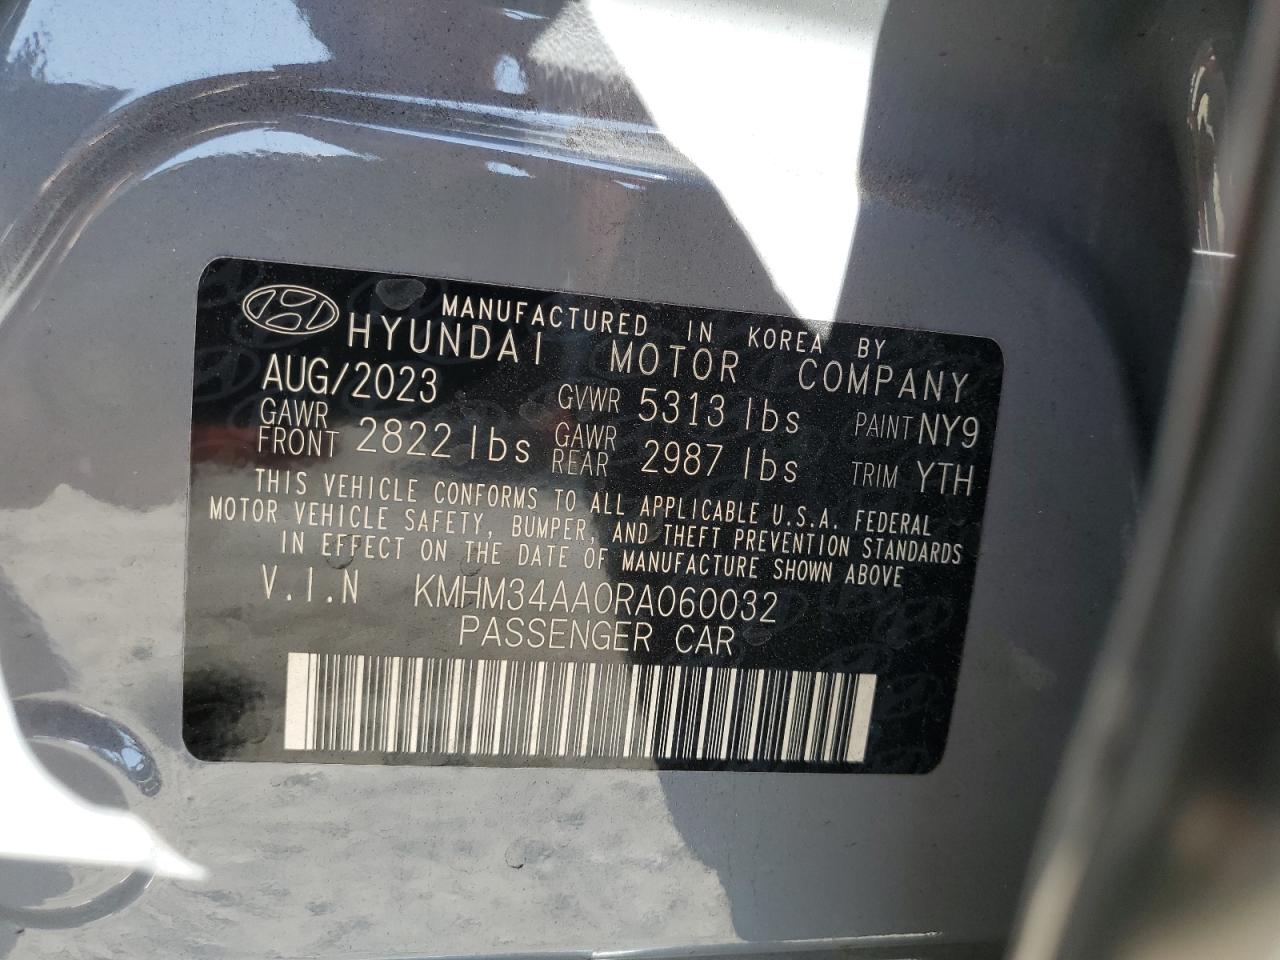 MANUFACTURED IN KOREA BY
HYUNDAI MOTOR COMPANY
AUG/2023 GVWR 5313 lbs PAINT NY9
GAWR FRONT 2822 lbs GAWR REAR 2987 lbs TRIM YTH
THIS VEHICLE CONFORMS TO ALL APPLICABLE U.S.A. FEDERAL
MOTOR VEHICLE SAFETY, BUMPER, AND THEFT PREVENTION STANDARDS
IN EFFECT ON THE DATE OF MANUFACTURE SHOWN ABOVE
V.I.N KMHM34AA0RA060032
PASSENGER CAR